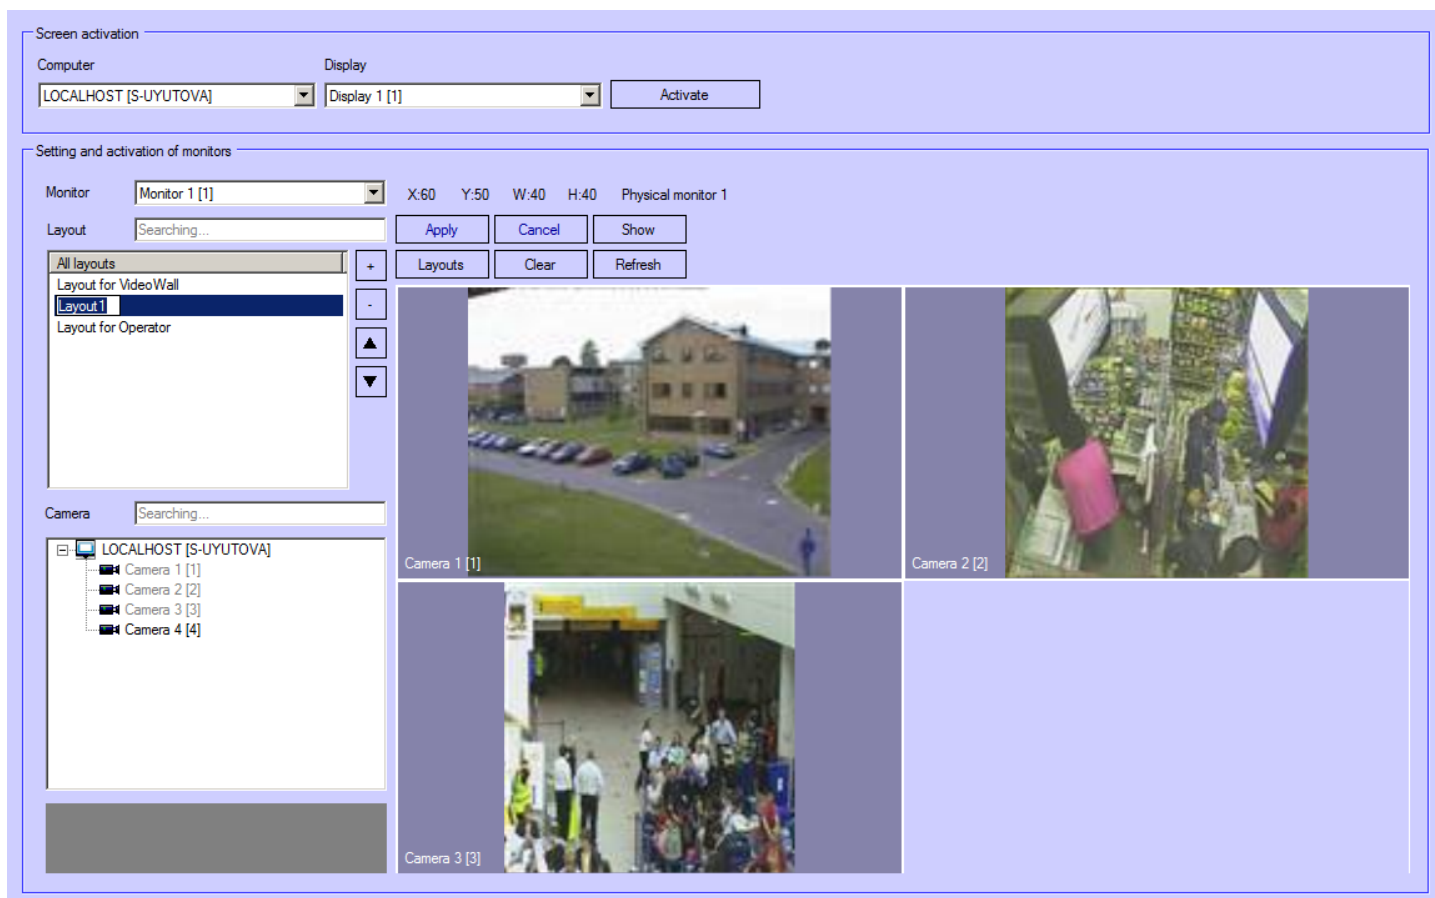 Screen activation
Computer Display
LOCALHOST [S-UYUTOVA] Display 1 [1] Activate
Setting and activation of monitors
Monitor Monitor 1 [1] X:60 Y:50 W:40 H:40 Physical monitor 1
Layout Searching... Apply Cancel Show
All layouts + Layouts Clear Refresh
Layout for VideoWall
Layout1 -
Layout for Operator
Camera 1 [1] Camera 2 [2]
Camera Searching...
LOCALHOST [S-UYUTOVA]
Camera 1 [1]
Camera 2 [2]
Camera 3 [3]
Camera 4 [4]
Camera 3 [3]